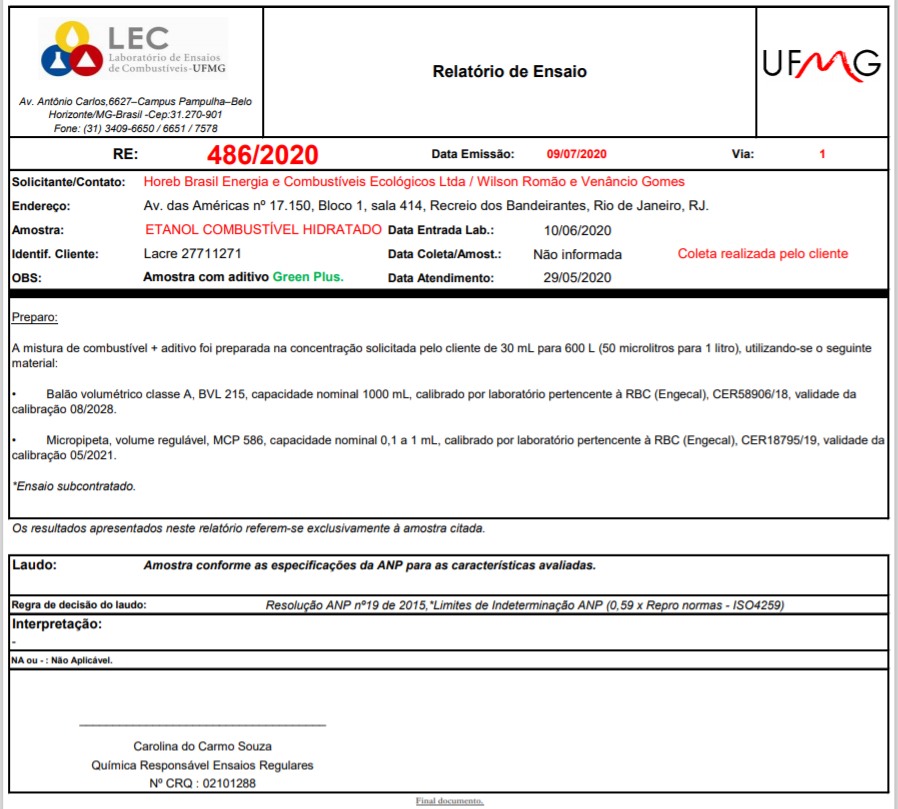 LEC
Laboratório de Ensaios
de Combustíveis-UFMG
Av. Antônio Carlos,6627–Campus Pampulha–Belo
Horizonte/MG-Brasil -Cep:31.270-901
Fone: (31) 3409-6650 / 6651 / 7578
Relatório de Ensaio
UFMG
RE: 486/2020 Data Emissão: 09/07/2020 Via: 1
Solicitante/Contato: Horeb Brasil Energia e Combustíveis Ecológicos Ltda / Wilson Romão e Venâncio Gomes
Endereço: Av. das Américas nº 17.150, Bloco 1, sala 414, Recreio dos Bandeirantes, Rio de Janeiro, RJ.
Amostra: ETANOL COMBUSTÍVEL HIDRATADO Data Entrada Lab.: 10/06/2020
Identif. Cliente: Lacre 27711271 Data Coleta/Amost.: Não informada Coleta realizada pelo cliente
OBS: Amostra com aditivo Green Plus. Data Atendimento: 29/05/2020
Preparo:
A mistura de combustível + aditivo foi preparada na concentração solicitada pelo cliente de 30 mL para 600 L (50 microlitros para 1 litro), utilizando-se o seguinte
material:
• Balão volumétrico classe A, BVL 215, capacidade nominal 1000 mL, calibrado por laboratório pertencente à RBC (Engecal), CER58906/18, validade da
calibração 08/2028.
• Micropipeta, volume regulável, MCP 586, capacidade nominal 0,1 a 1 mL, calibrado por laboratório pertencente à RBC (Engecal), CER18795/19, validade da
calibração 05/2021.
*Ensaio subcontratado.
Os resultados apresentados neste relatório referem-se exclusivamente à amostra citada.
Laudo: Amostra conforme as especificações da ANP para as características avaliadas.
Regra de decisão do laudo: Resolução ANP nº19 de 2015,*Limites de Indeterminação ANP (0,59 x Repro normas - ISO4259)
Interpretação:
-
NA ou - : Não Aplicável.
Carolina do Carmo Souza
Química Responsável Ensaios Regulares
Nº CRQ : 02101288
Final documento.